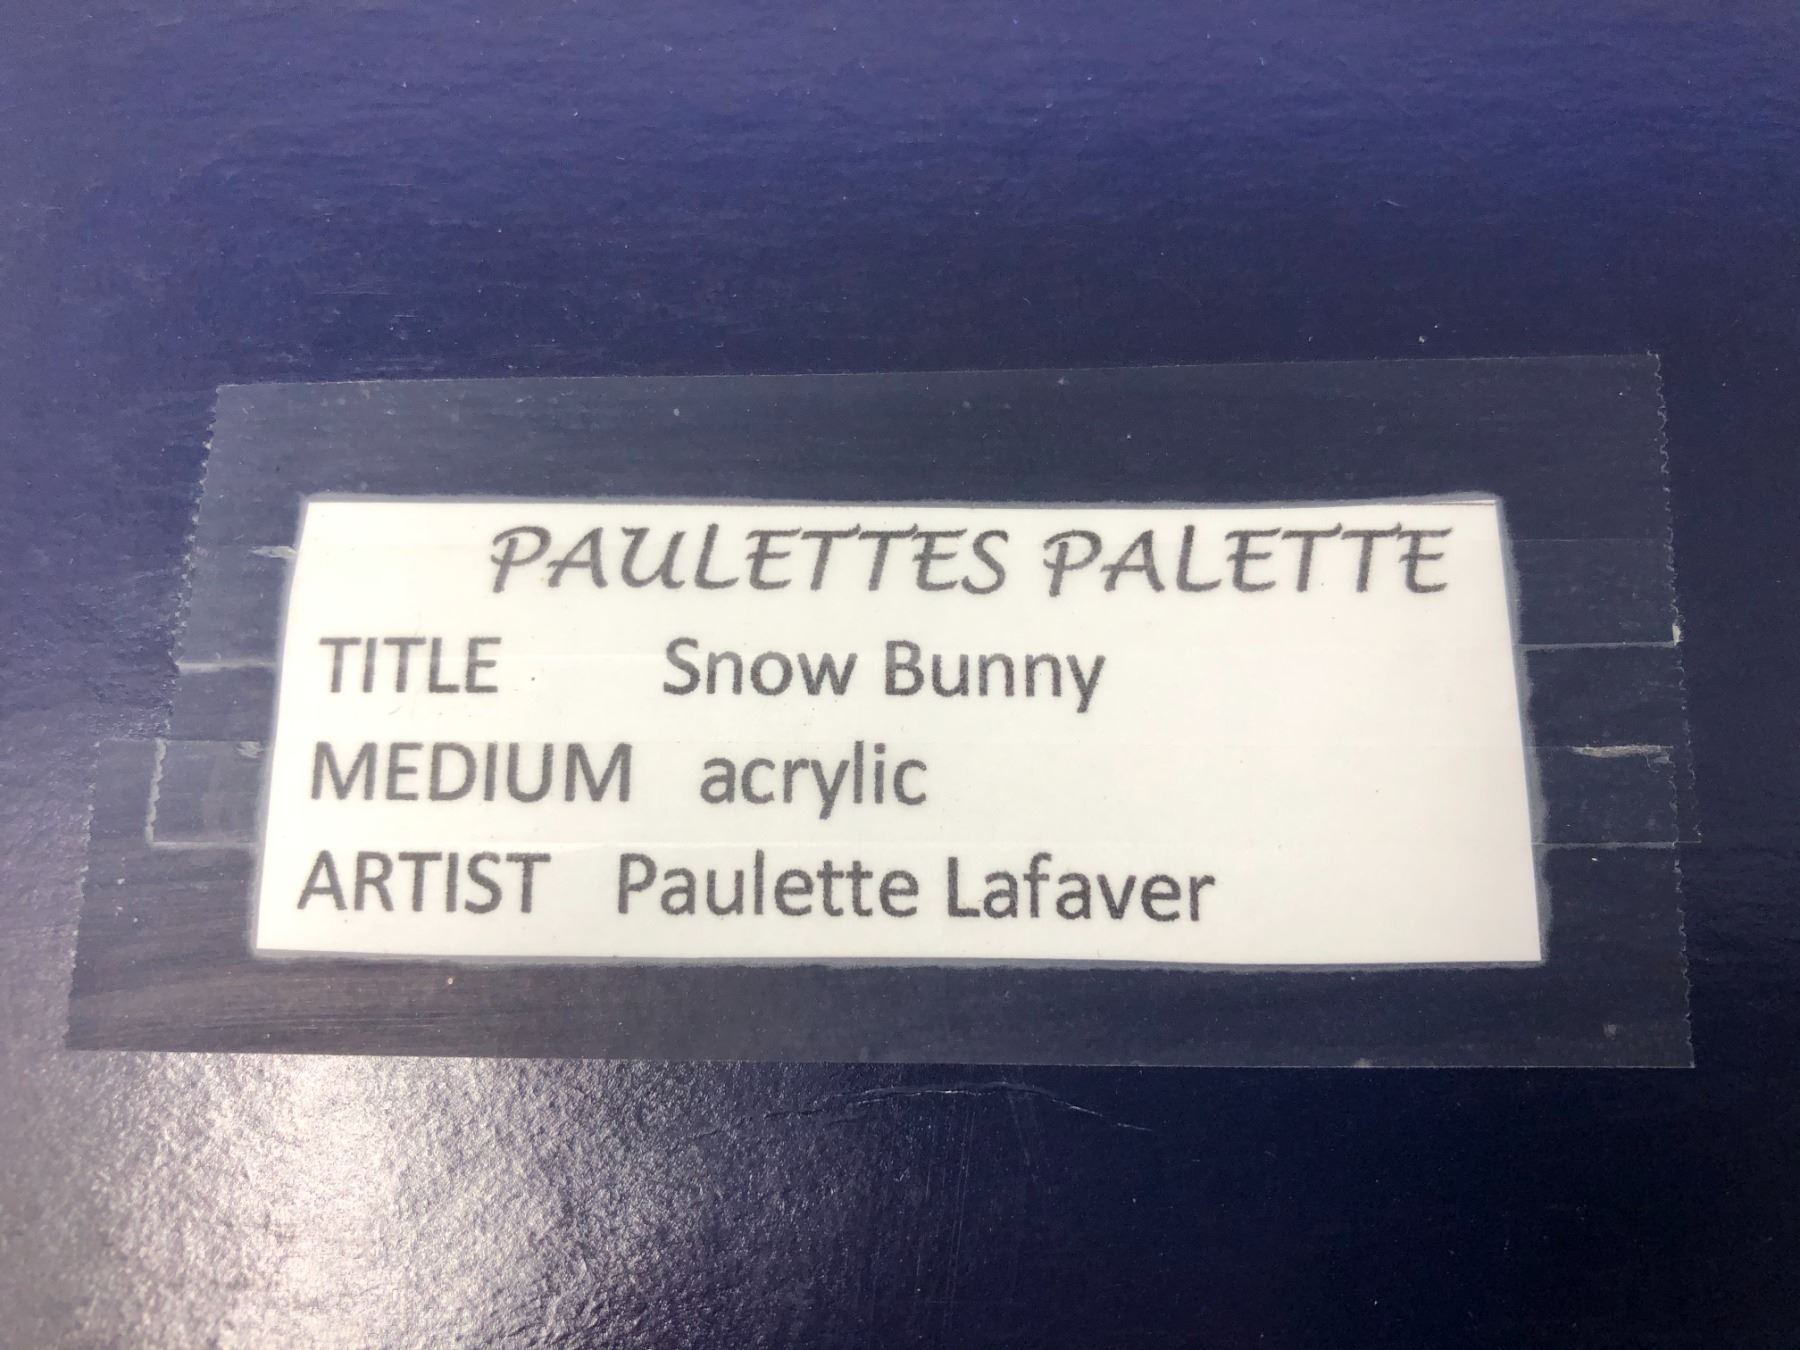 PAULETTES PALETTE
TITLE Snow Bunny
MEDIUM acrylic
ARTIST Paulette Lafaver